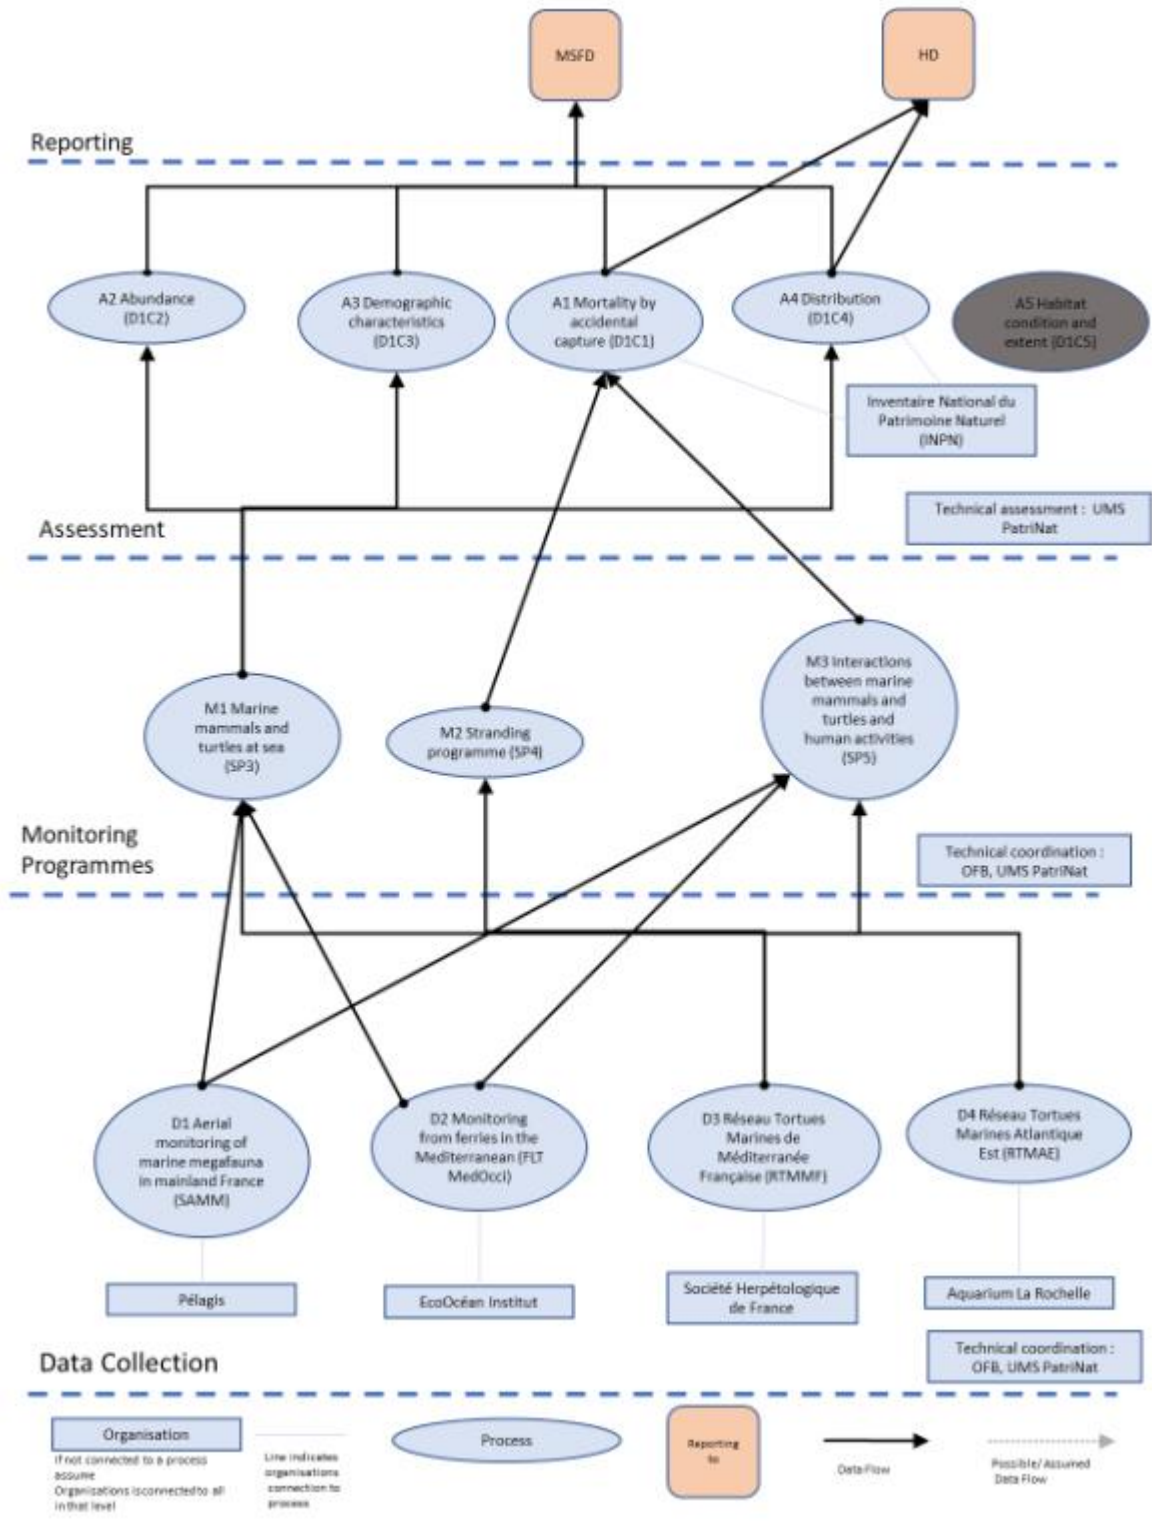 MSFD
HD
Reporting
A2 Abundance
(D1C2)
A3 Demographic
characteristics
(D1C3)
A1 Mortality by
accidental
capture (D1C1)
A4 Distribution
(D1C4)
A5 Habitat
condition and
extent (D1C5)
Inventaire National du
Patrimoine Naturel
(INPN)
Technical assessment : UMS
PatriNat
Assessment
M1 Marine
mammals and
turtles at sea
(SP3)
M2 Stranding
programme (SP4)
M3 Interactions
between marine
mammals and
turtles and
human activities
(SP5)
Monitoring
Programmes
Technical coordination :
OFB, UMS PatriNat
D1 Aerial
monitoring of
marine megafauna
in mainland France
(SAMM)
D2 Monitoring
from ferries in the
Mediterranean (FLT
MedOcci)
D3 Réseau Tortues
Marines de
Méditerranée
Française (RTMMF)
D4 Réseau Tortues
Marines Atlantique
Est (RTMAE)
Pélagis
EcoOcéan Institut
Société Herpétologique
de France
Aquarium La Rochelle
Technical coordination :
OFB, UMS PatriNat
Data Collection
Organisation
If not connected to a process
assume
Organisations is connected to all
in that level
Line indicates
organisations
connection to
process
Process
Reporting
to
Data Flow
Possible/ Assumed
Data Flow